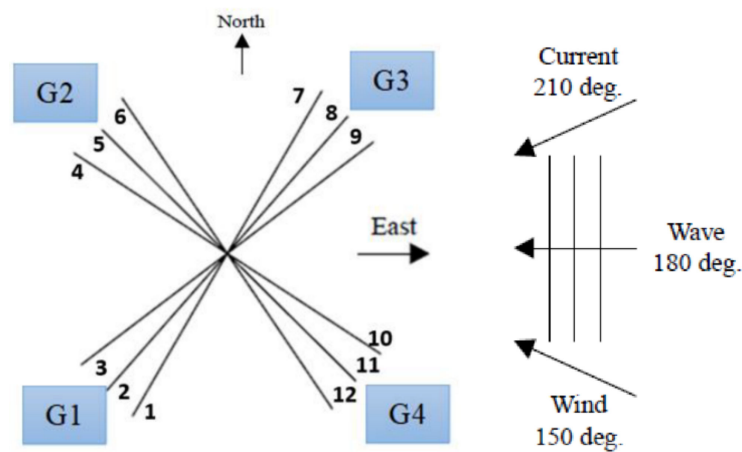 North
G2
G3
7
8
9
6
5
4
Current
210 deg.
East
Wave
180 deg.
3
2
1
10
11
12
G1
G4
Wind
150 deg.